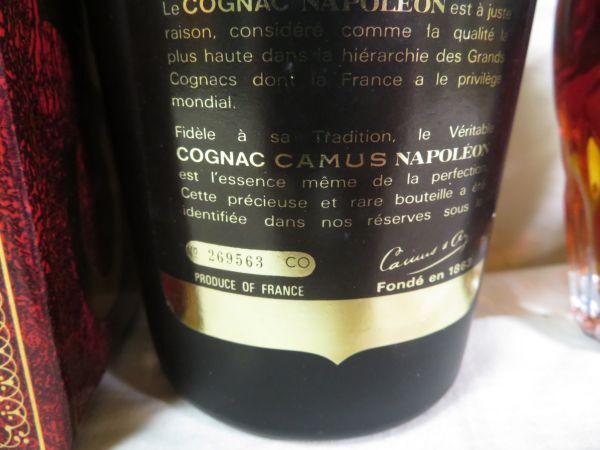 Le COGNAC NAPOLÉON est à juste
raison, considéré comme la qualité la
plus haute dans la hiérarchie des Grands
Cognacs dont la France a le privilège
mondial.
Fidèle à sa Tradition, le Véritable
COGNAC CAMUS NAPOLÉON
est l'essence même de la perfection.
Cette précieuse et rare bouteille a été
identifiée dans nos réserves sous le
No 269563 CO
PRODUCE OF FRANCE
Camus & Co
Fondé en 1863